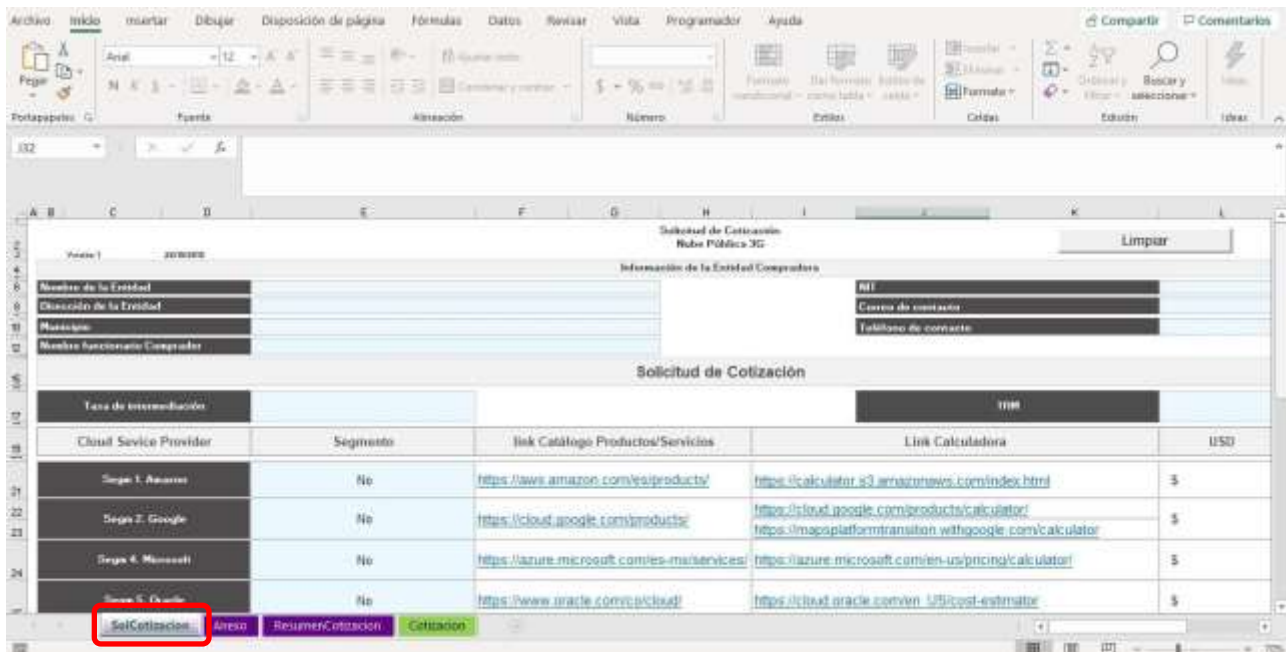 Archivo Inicio Insertar Dibujar Disposición de página Fórmulas Datos Revisar Vista Programador Ayuda Compartir Comentarios
Pegar Arial 12 N K S Formato Buscar y
seleccionar
Portapapeles Fuente Alineación Número Estilos Celdas Edición Ideas
J32
A B C D E F G H I J K L
Solicitud de Cotización
Nube Pública 3G
Limpiar
Información de la Entidad Compradora
Nombre de la Entidad NIT
Dirección de la Entidad Correo de contacto
Municipio Teléfono de contacto
Nombre funcionario Comprador
Solicitud de Cotización
Tasa de intermediación TRM
Cloud Sevice Provider Segmento link Catálogo Productos/Servicios Link Calculadora USD
Segm 1. Amazon No https://aws.amazon.com/es/products/ https://calculator.s3.amazonaws.com/index.html $
Segm 2. Google No https://cloud.google.com/products/ https://cloud.google.com/products/calculator/ $
https://mapsplatformtransition.withgoogle.com/calculator
Segm 4. Microsoft No https://azure.microsoft.com/es-mx/services/ https://azure.microsoft.com/en-us/pricing/calculator/ $
Segm 5. Oracle No https://www.oracle.com/co/cloud/ https://cloud.oracle.com/en_US/cost-estimator $
SolCotizacion Anexo ResumenCotizacion Cotizacion